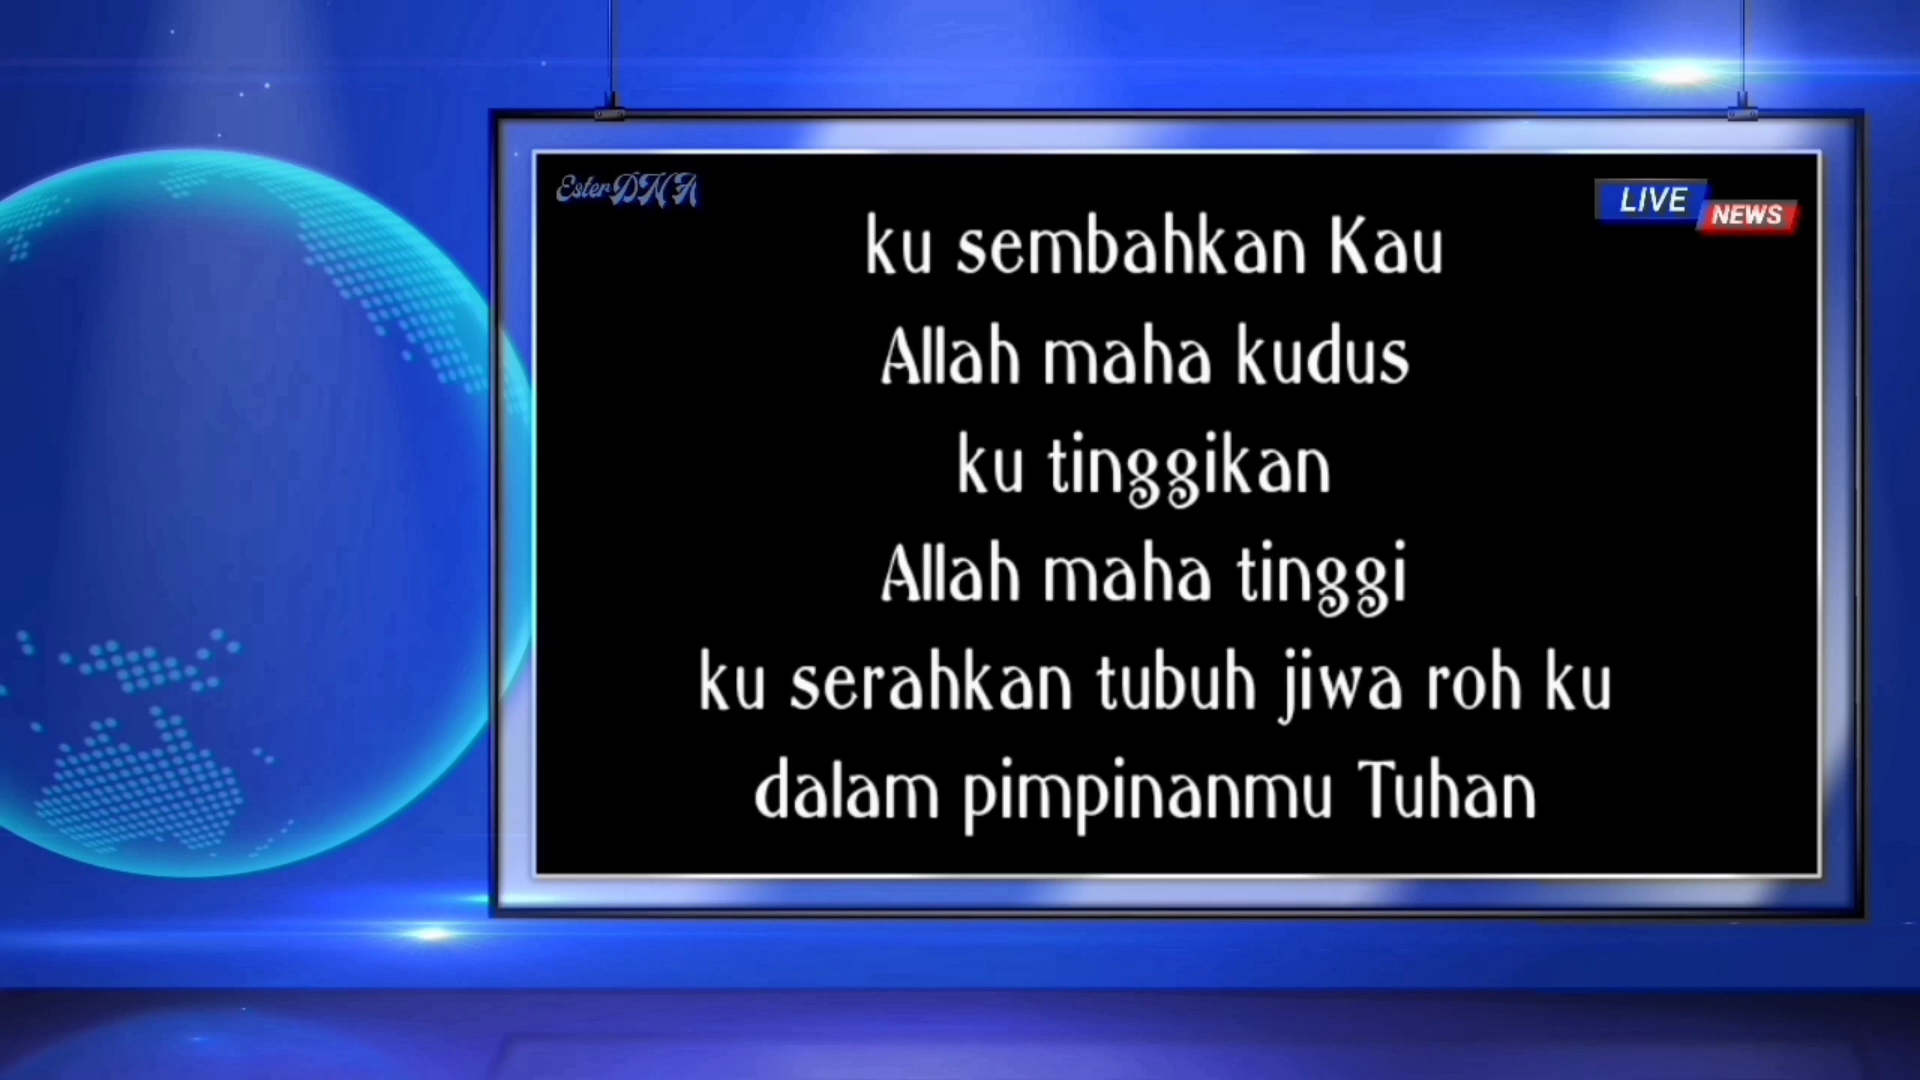 EsterDNA
LIVE
NEWS
ku sembahkan Kau
Allah maha kudus
ku tinggikan
Allah maha tinggi
ku serahkan tubuh jiwa roh ku
dalam pimpinanmu Tuhan